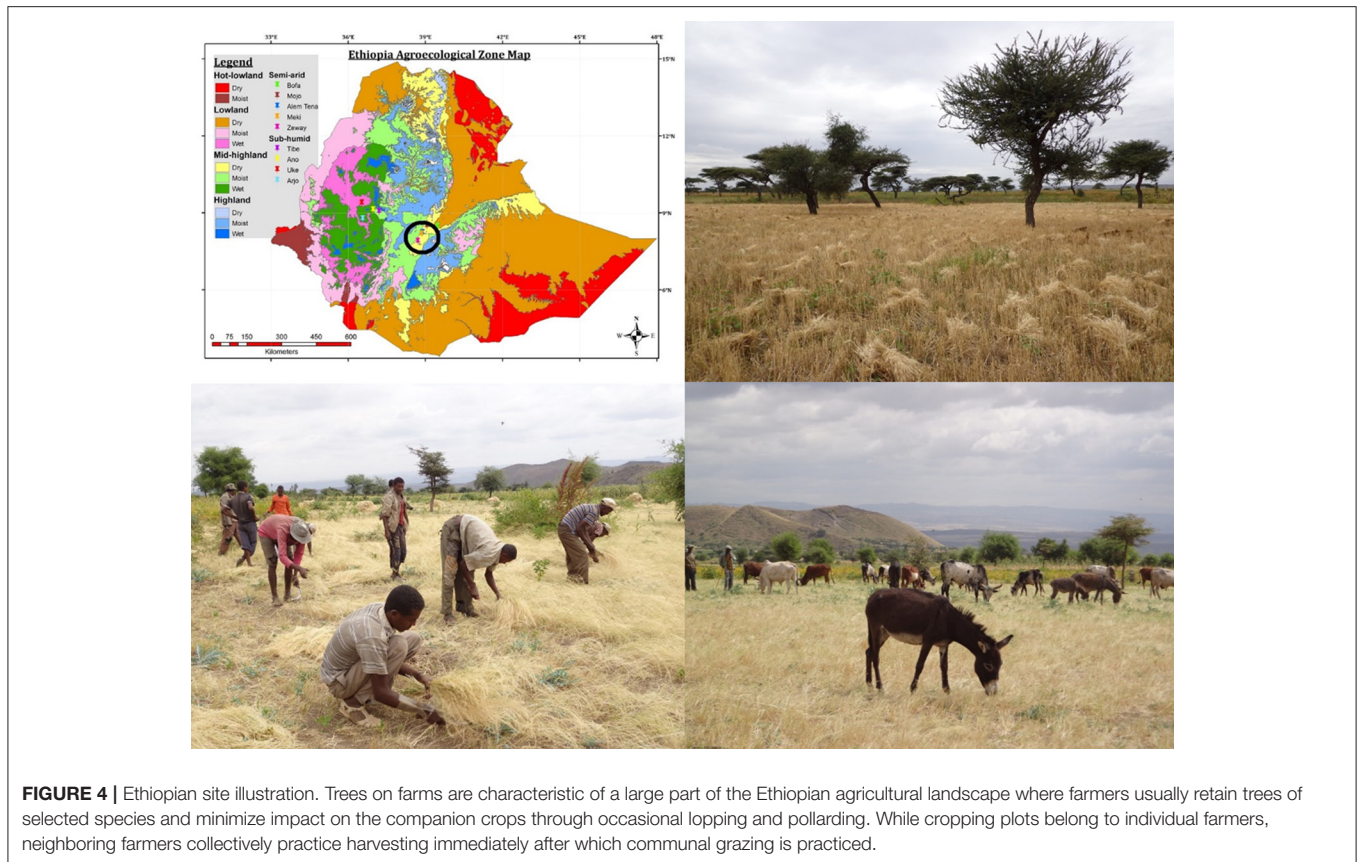 33°E 36°E 39°E 42°E 45°E 48°E
Ethiopia Agroecological Zone Map
Legend
Hot-lowland
Dry
Moist
Lowland
Dry
Moist
Wet
Mid-highland
Dry
Moist
Wet
Highland
Dry
Moist
Wet
Semi-arid
Bofa
Mojo
Alem Tena
Meki
Zeway
Sub-humid
Tibe
Ano
Uke
Arjo
15°N
12°N
9°N
9°N
6°N
6°N
0 75 150 300 450 600
Kilometers
N
W E
S
FIGURE 4 | Ethiopian site illustration. Trees on farms are characteristic of a large part of the Ethiopian agricultural landscape where farmers usually retain trees of
selected species and minimize impact on the companion crops through occasional lopping and pollarding. While cropping plots belong to individual farmers,
neighboring farmers collectively practice harvesting immediately after which communal grazing is practiced.